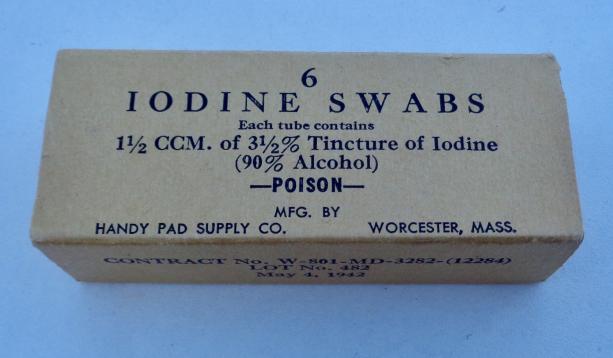 6
IODINE SWABS
Each tube contains
1½ CCM. of 3½% Tincture of Iodine
(90% Alcohol)
—POISON—
MFG. BY
HANDY PAD SUPPLY CO. WORCESTER, MASS.
CONTRACT No. W-801-MD-3282-(12284)
LOT No. 482
May 4, 1942